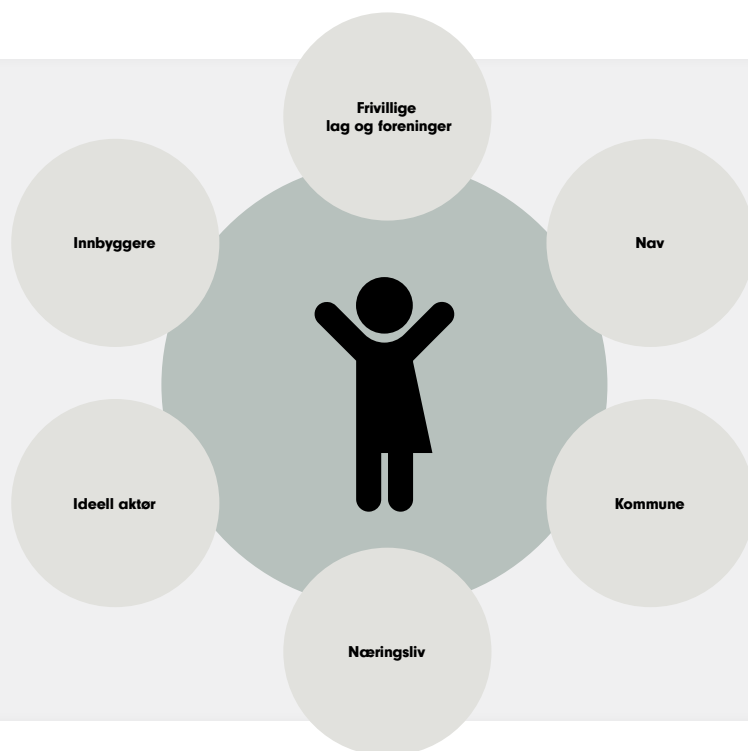 Frivillige
lag og foreninger
Innbyggere
Nav
Ideell aktør
Kommune
Næringsliv